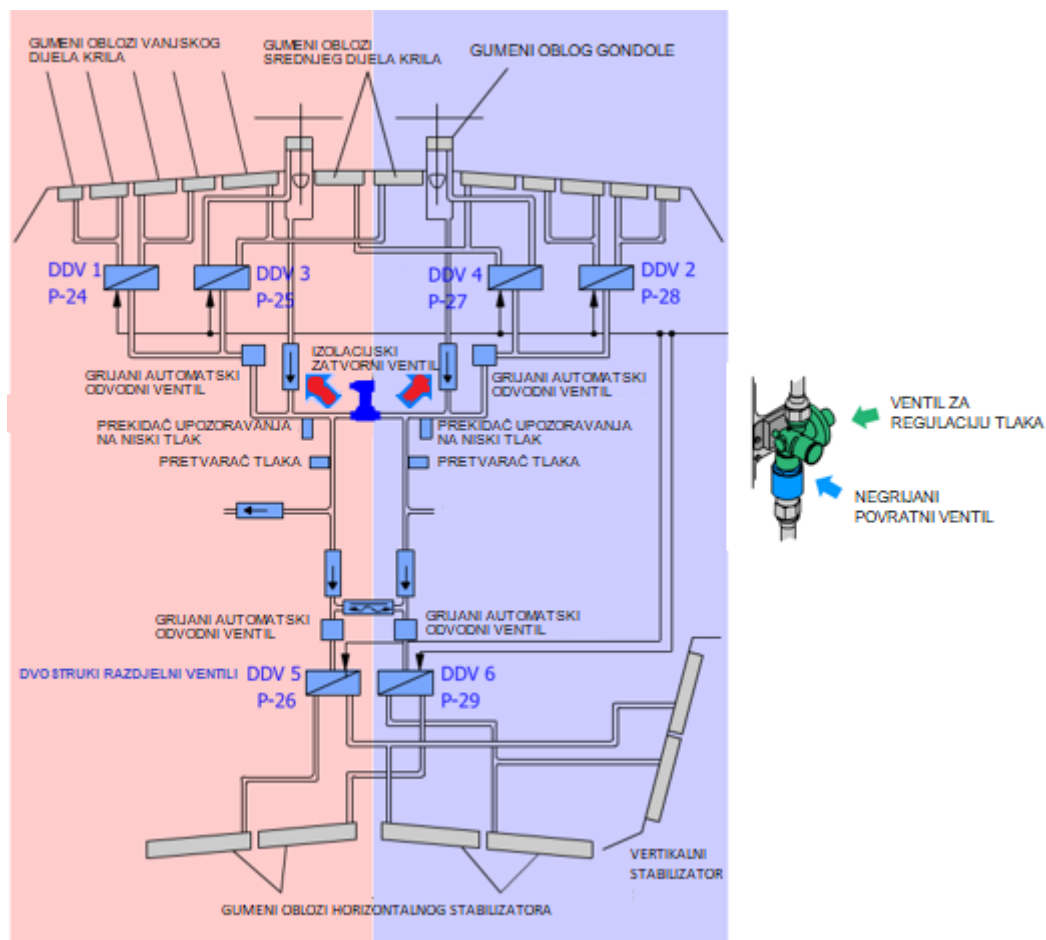 GUMENI OBLOZI VANJSKOG
DIJELA KRILA
GUMENI OBLOZI
SREDNJEG DIJELA KRILA
GUMENI OBLOG GONDOLE
DDV 1
P-24
DDV 3
P-25
DDV 4
P-27
DDV 2
P-28
IZOLACIJSKI
ZATVORNI VENTIL
GRIJANI AUTOMATSKI
ODVODNI VENTIL
GRIJANI AUTOMATSKI
ODVODNI VENTIL
PREKIDAČ UPOZORAVANJA
NA NISKI TLAK
PREKIDAČ UPOZORAVANJA
NA NISKI TLAK
PRETVARAČ TLAKA
PRETVARAČ TLAKA
VENTIL ZA
REGULACIJU TLAKA
NEGRIJANI
POVRATNI VENTIL
GRIJANI AUTOMATSKI
ODVODNI VENTIL
GRIJANI AUTOMATSKI
ODVODNI VENTIL
DVOSTRUKI RAZDJELNI VENTILI
DDV 5
P-26
DDV 6
P-29
VERTIKALNI
STABILIZATOR
GUMENI OBLOZI HORIZONTALNOG STABILIZATORA